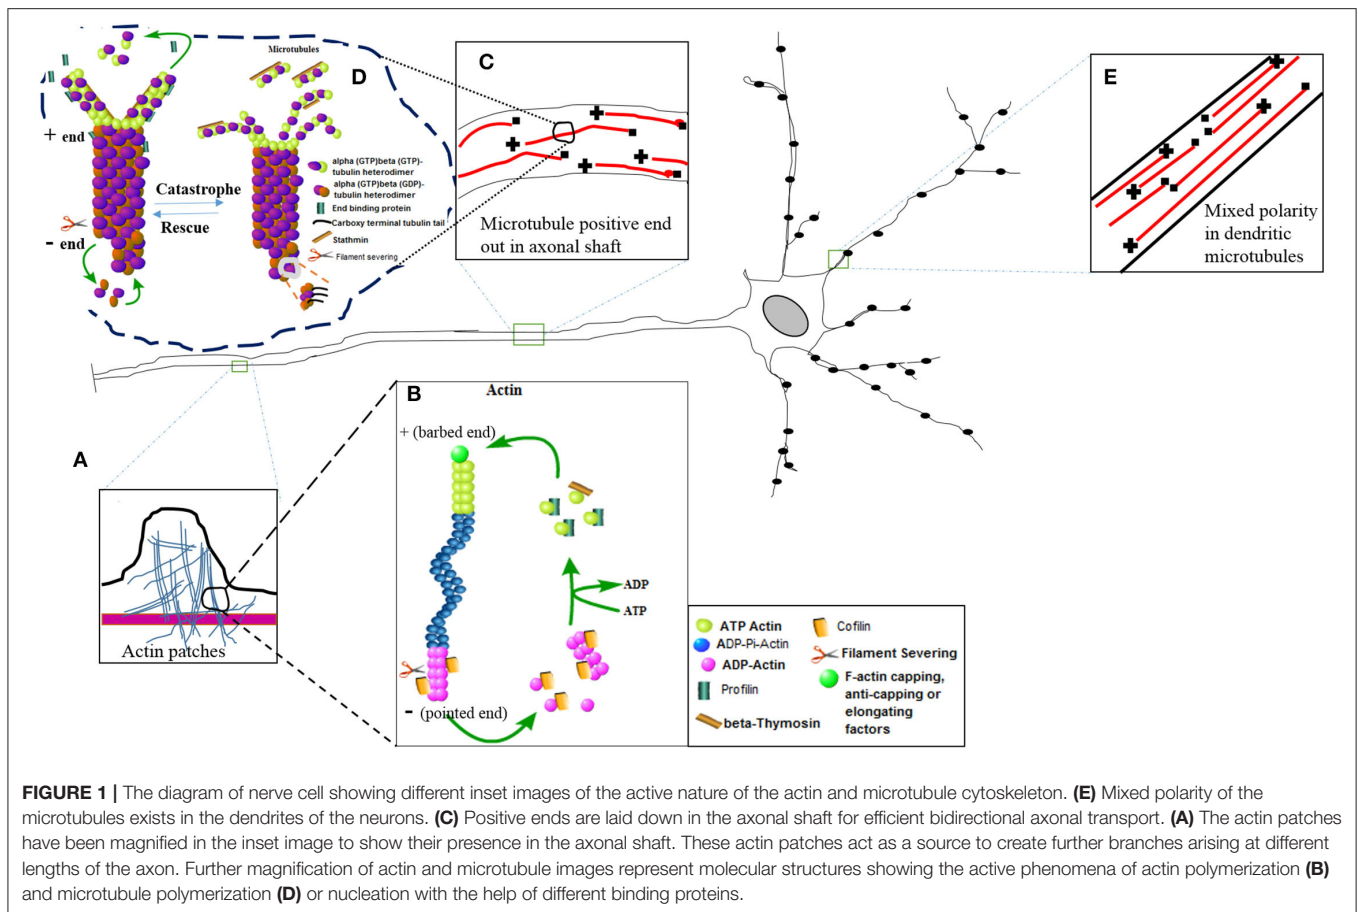 Microtubules
D
+ end
Catastrophe
Rescue
- end
alpha (GTP)beta (GTP)-
tubulin heterodimer
alpha (GTP)beta (GDP)-
tubulin heterodimer
End binding protein
Carboxy terminal tubulin tail
Stathmin
Filament severing
C
Microtubule positive end
out in axonal shaft
E
Mixed polarity
in dendritic
microtubules
A
Actin patches
B
Actin
+ (barbed end)
ADP
ATP
- (pointed end)
ATP Actin
ADP-Pi-Actin
ADP-Actin
Profilin
beta-Thymosin
Cofilin
Filament Severing
F-actin capping,
anti-capping or
elongating
factors
FIGURE 1 | The diagram of nerve cell showing different inset images of the active nature of the actin and microtubule cytoskeleton. (E) Mixed polarity of the
microtubules exists in the dendrites of the neurons. (C) Positive ends are laid down in the axonal shaft for efficient bidirectional axonal transport. (A) The actin patches
have been magnified in the inset image to show their presence in the axonal shaft. These actin patches act as a source to create further branches arising at different
lengths of the axon. Further magnification of actin and microtubule images represent molecular structures showing the active phenomena of actin polymerization (B)
and microtubule polymerization (D) or nucleation with the help of different binding proteins.